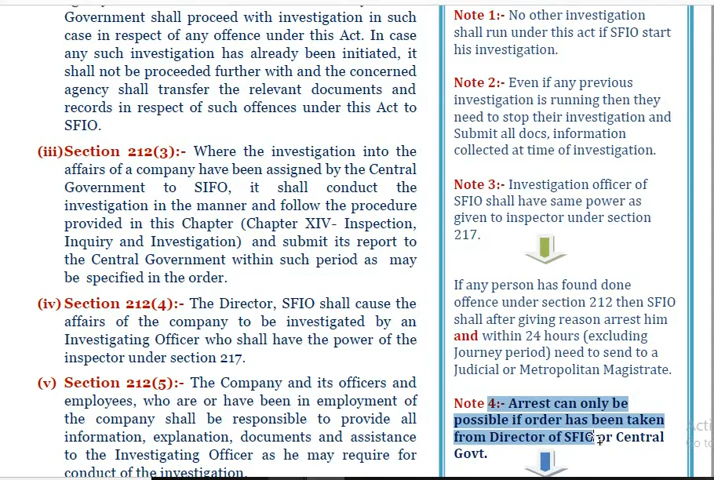 Government shall proceed with investigation in such
case in respect of any offence under this Act. In case
any such investigation has already been initiated, it
shall not be proceeded further with and the concerned
agency shall transfer the relevant documents and
records in respect of such offences under this Act to
SFIO.
(iii)Section 212(3):- Where the investigation into the
affairs of a company have been assigned by the Central
Government to SIFO, it shall conduct the
investigation in the manner and follow the procedure
provided in this Chapter (Chapter XIV- Inspection,
Inquiry and Investigation) and submit its report to
the Central Government within such period as may
be specified in the order.
(iv) Section 212(4):- The Director, SFIO shall cause the
affairs of the company to be investigated by an
Investigating Officer who shall have the power of the
inspector under section 217.
(v) Section 212(5):- The Company and its officers and
employees, who are or have been in employment of
the company shall be responsible to provide all
information, explanation, documents and assistance
to the Investigating Officer as he may require for
conduct of the investigation.
Note 1:- No other investigation
shall run under this act if SFIO start
his investigation.
Note 2:- Even if any previous
investigation is running then they
need to stop their investigation and
Submit all docs, information
collected at time of investigation.
Note 3:- Investigation officer of
SFIO shall have same power as
given to inspector under section
217.
If any person has found done
offence under section 212 then SFIO
shall after giving reason arrest him
and within 24 hours (excluding
Journey period) need to send to a
Judicial or Metropolitan Magistrate.
Note 4:- Arrest can only be
possible if order has been taken
from Director of SFIO or Central
Govt.